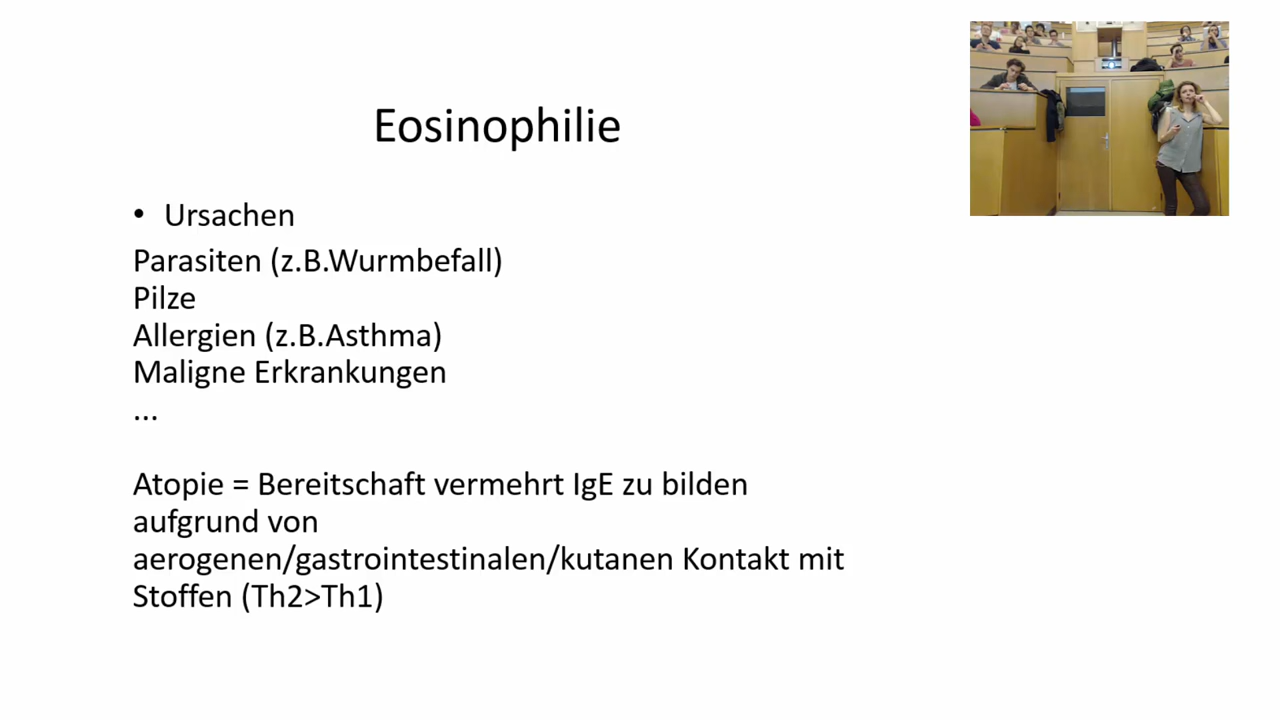 Eosinophilie
• Ursachen
Parasiten (z.B.Wurmbefall)
Pilze
Allergien (z.B.Asthma)
Maligne Erkrankungen
...
Atopie = Bereitschaft vermehrt IgE zu bilden
aufgrund von
aerogenen/gastrointestinalen/kutanen Kontakt mit
Stoffen (Th2>Th1)